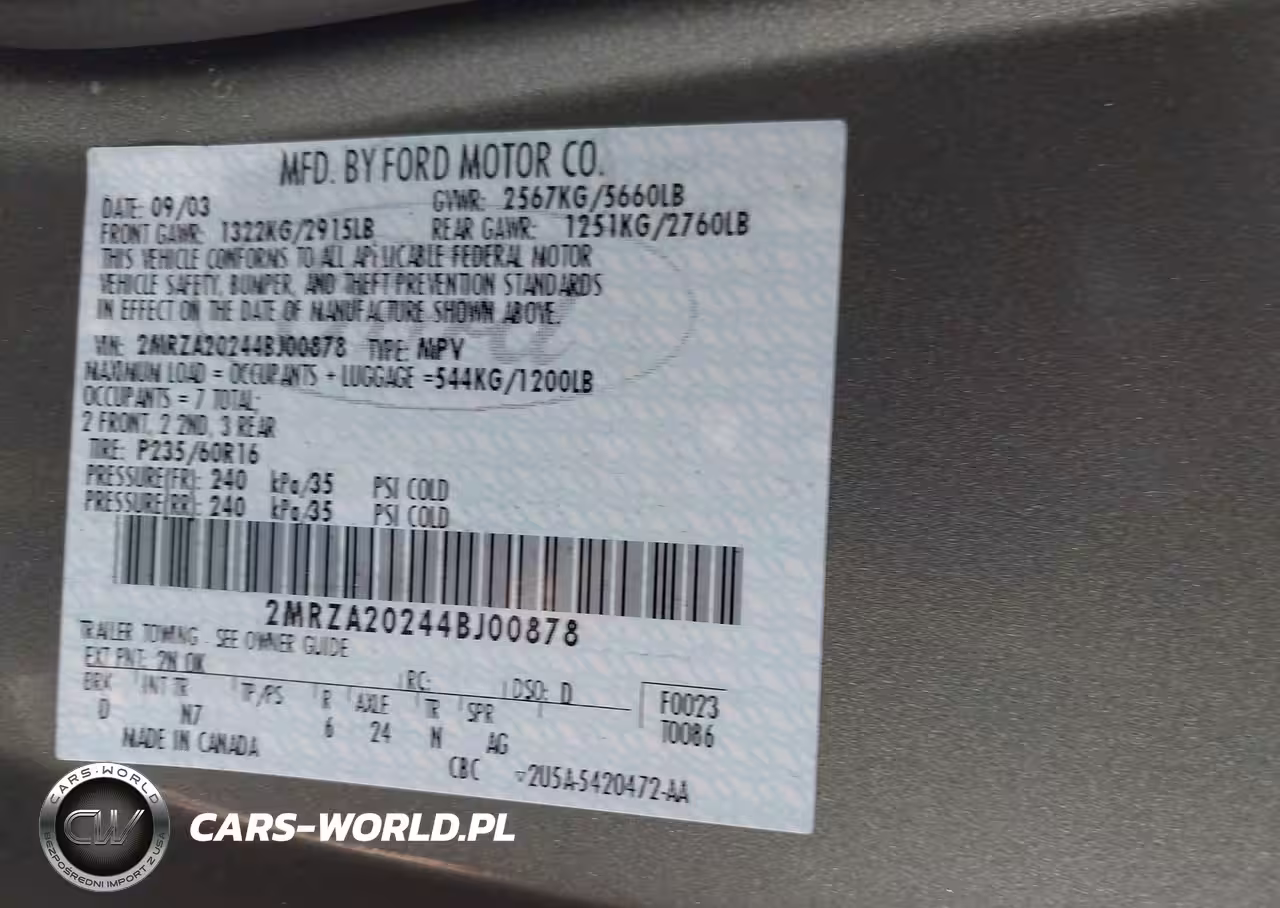 MFD. BY FORD MOTOR CO.
DATE: 09/03 GVWR: 2567KG/5660LB
FRONT GAWR: 1322KG/2915LB REAR GAWR: 1251KG/2760LB
THIS VEHICLE CONFORMS TO ALL APPLICABLE FEDERAL MOTOR
VEHICLE SAFETY, BUMPER, AND THEFT PREVENTION STANDARDS
IN EFFECT ON THE DATE OF MANUFACTURE SHOWN ABOVE.
VIN: 2MRZA20244BJ00878 TYPE: MPV
MAXIMUM LOAD = OCCUPANTS + LUGGAGE =544KG/1200LB
OCCUPANTS = 7 TOTAL;
2 FRONT, 2 2ND, 3 REAR
TIRE: P235/60R16
PRESSURE(FR): 240 kPa/35 PSI COLD
PRESSURE(RR): 240 kPa/35 PSI COLD
2MRZA20244BJ00878
TRAILER TOWING - SEE OWNER GUIDE
EXT PNT: 2N OK RC: DSO: D F0023
BRK INT TR TP/PS R AXLE TR SPR T0086
D N7 6 24 N AG
MADE IN CANADA CBC ▽2U5A-5420472-AA
CARS-WORLD
CW
BEZPOŚREDNI IMPORT Z USA
CARS-WORLD.PL